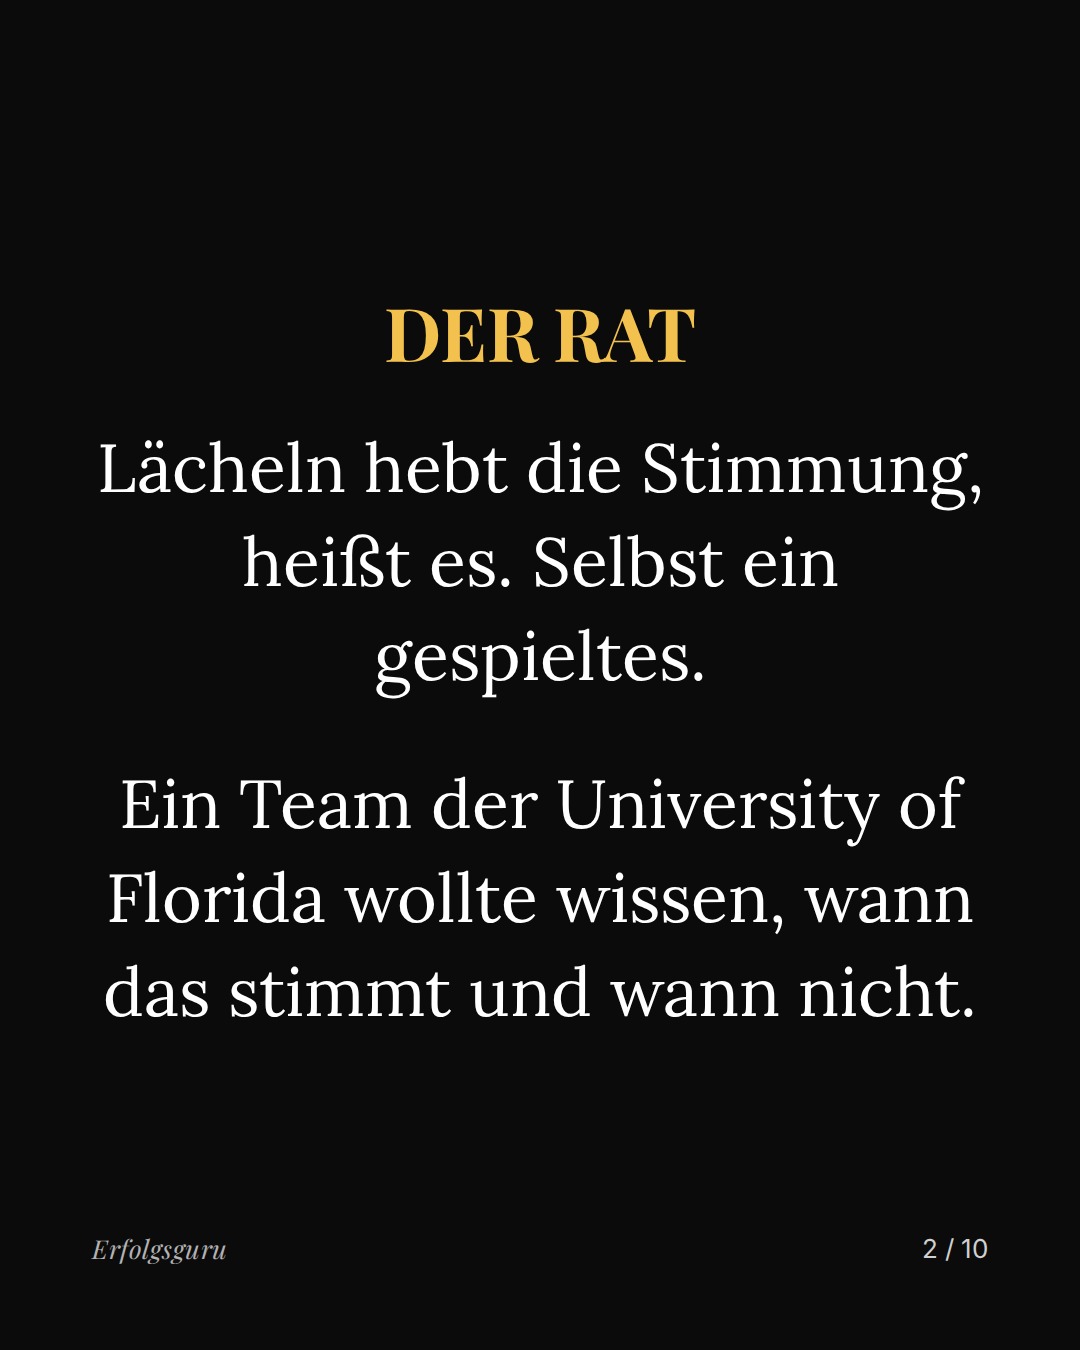 DER RAT
Lächeln hebt die Stimmung,
heißt es. Selbst ein
gespieltes.
Ein Team der University of
Florida wollte wissen, wann
das stimmt und wann nicht.
Erfolgsguru
2 / 10